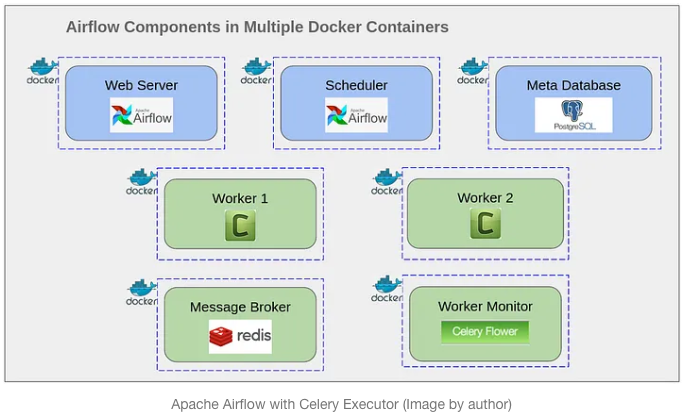 Airflow Components in Multiple Docker Containers
docker
Web Server
Apache
Airflow
docker
Scheduler
Apache
Airflow
docker
Meta Database
PostgreSQL
docker
Worker 1
C
docker
Worker 2
C
docker
Message Broker
redis
docker
Worker Monitor
Celery Flower
Apache Airflow with Celery Executor (Image by author)